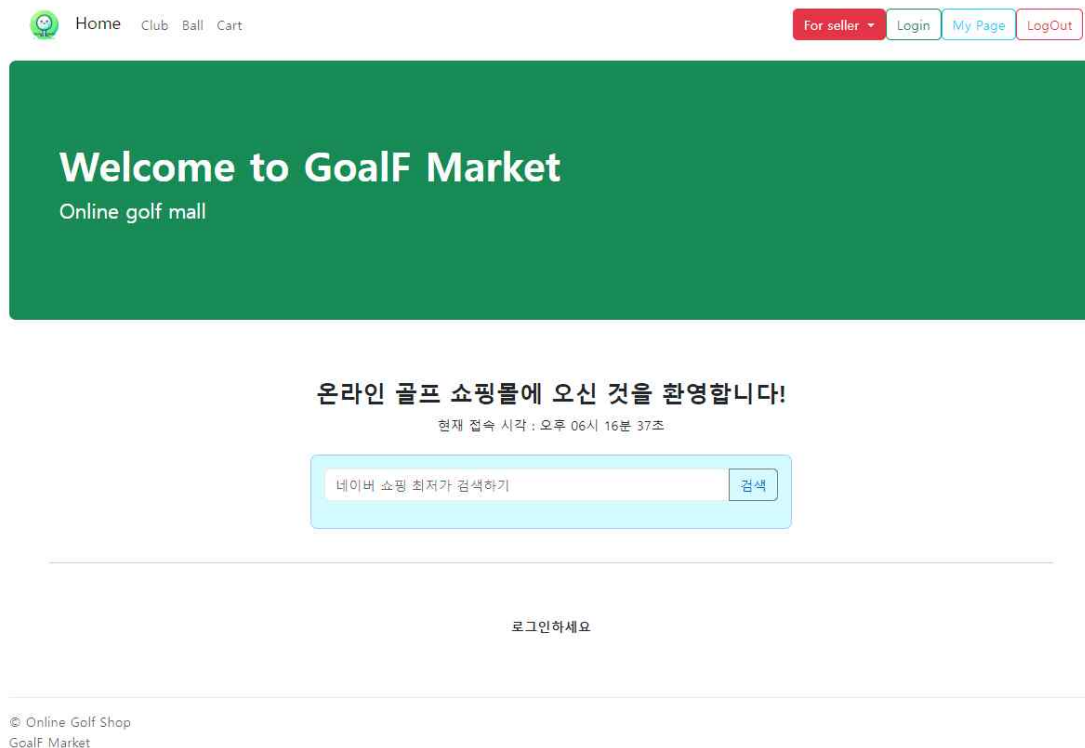 Home Club Ball Cart For seller Login My Page LogOut
Welcome to GoalF Market
Online golf mall
온라인 골프 쇼핑몰에 오신 것을 환영합니다!
현재 접속 시각 : 오후 06시 16분 37초
네이버 쇼핑 최저가 검색하기 검색
로그인하세요
© Online Golf Shop
GoalF Market